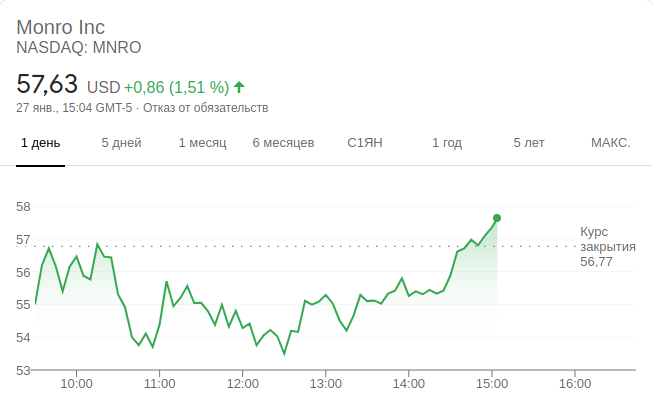 Monro Inc
NASDAQ: MNRO
57,63 USD +0,86 (1,51 %)
27 янв., 15:04 GMT-5 · Отказ от обязательств
1 день 5 дней 1 месяц 6 месяцев С1ЯН 1 год 5 лет МАКС.
58
57
56
55
54
53
Курс
закрытия
56,77
10:00 11:00 12:00 13:00 14:00 15:00 16:00